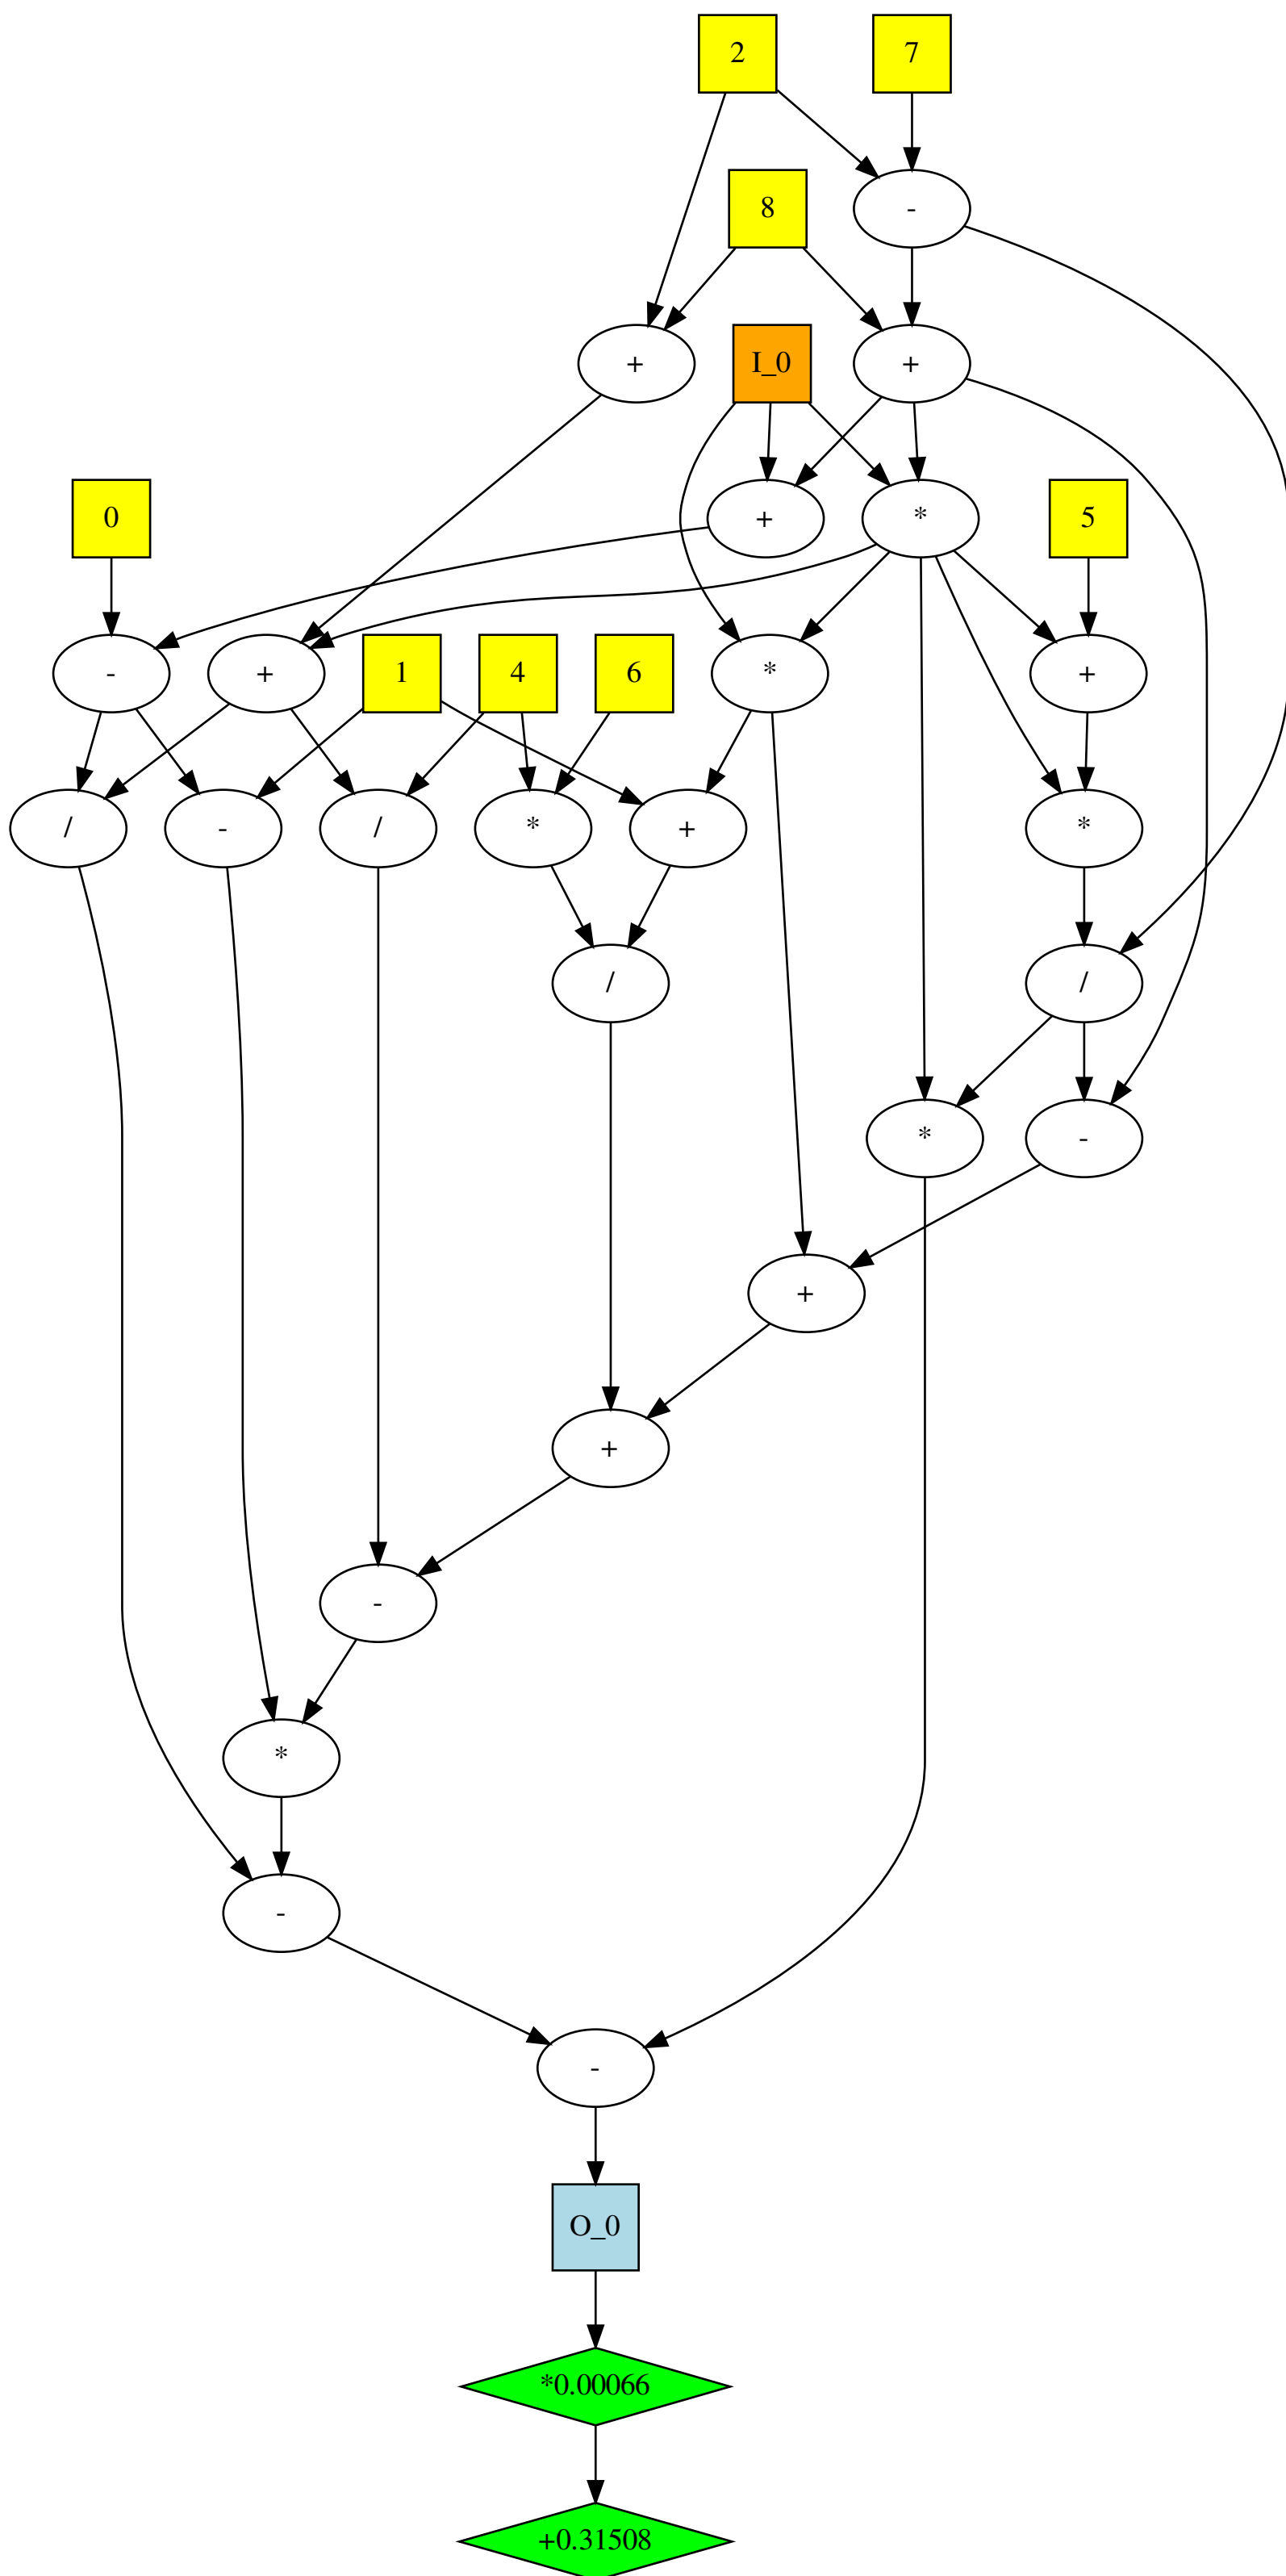 2 7
8 -
+ I_0 +
0 + * 5
- + 1 4 6 * +
/ - / * + *
/ /
* -
+
+
-
*
-
-
O_0
*0.00066
+0.31508